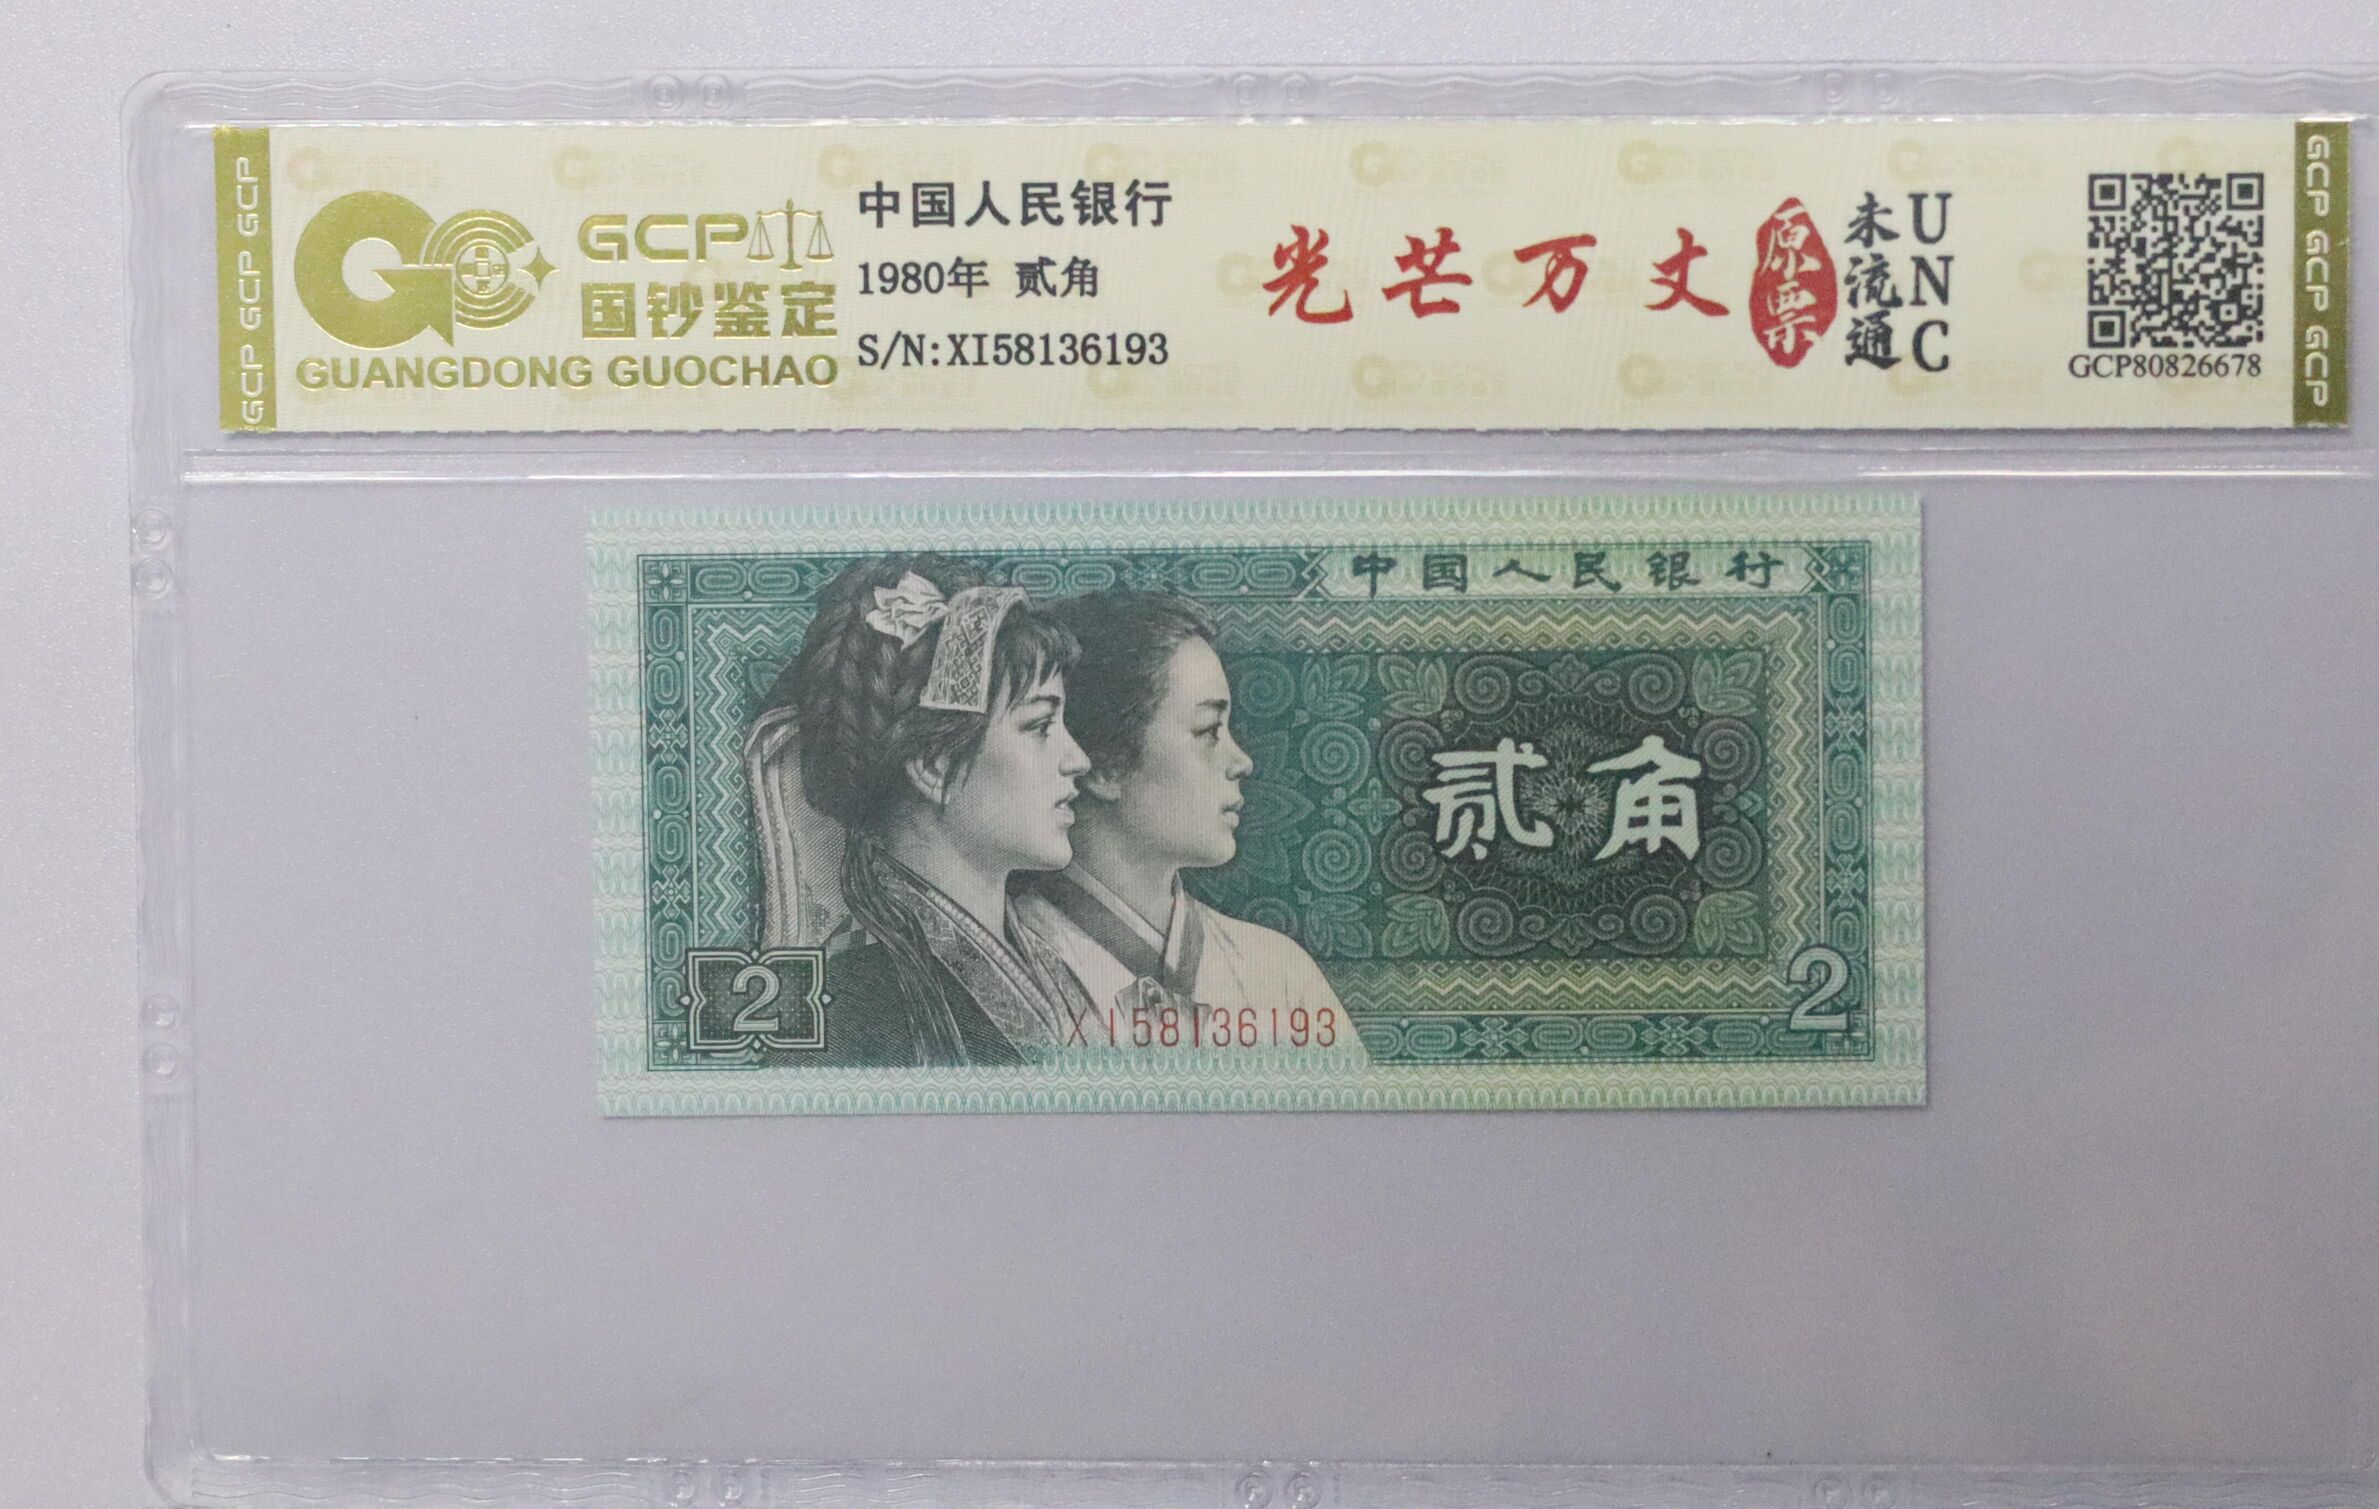 GCP GCP GCP
GCP
国钞鉴定
GUANGDONG GUOCHAO
中国人民银行
1980年 贰角
S/N:XI58136193
光芒万丈
原票
未流通
UNC
GCP80826678
GCP GCP GCP
中国人民银行
贰角
2
XI58136193
2